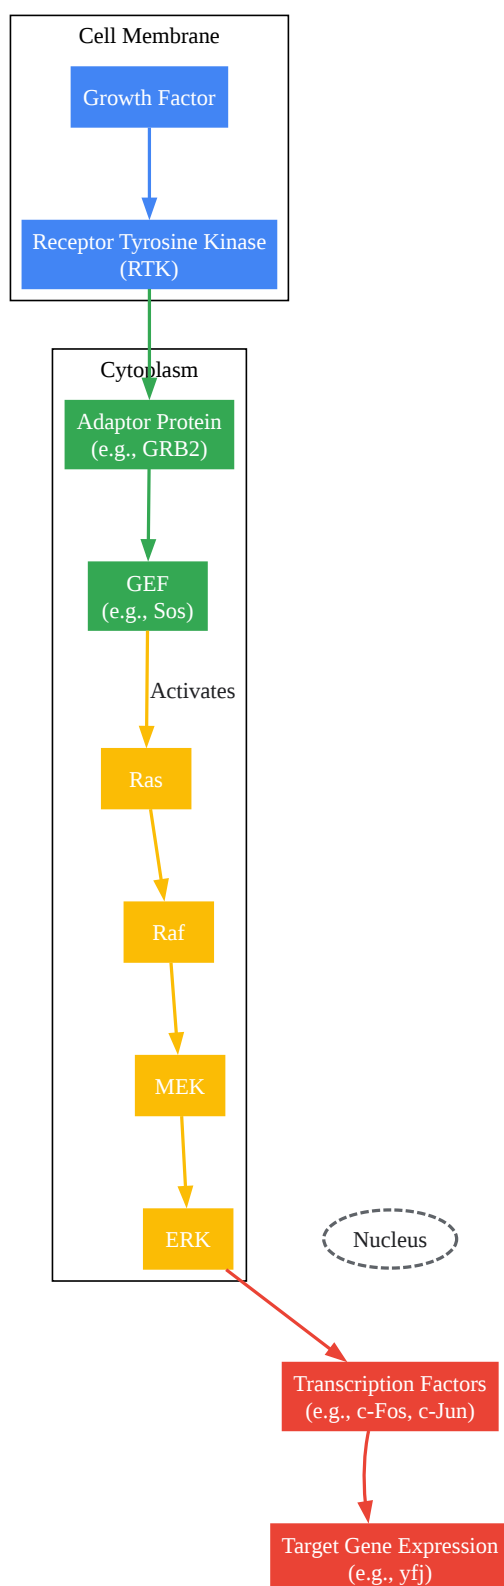 Cell Membrane
Growth Factor
Receptor Tyrosine Kinase
(RTK)
Cytoplasm
Adaptor Protein
(e.g., GRB2)
GEF
(e.g., Sos)
Activates
Ras
Raf
MEK
ERK
Nucleus
Transcription Factors
(e.g., c-Fos, c-Jun)
Target Gene Expression
(e.g., yfj)